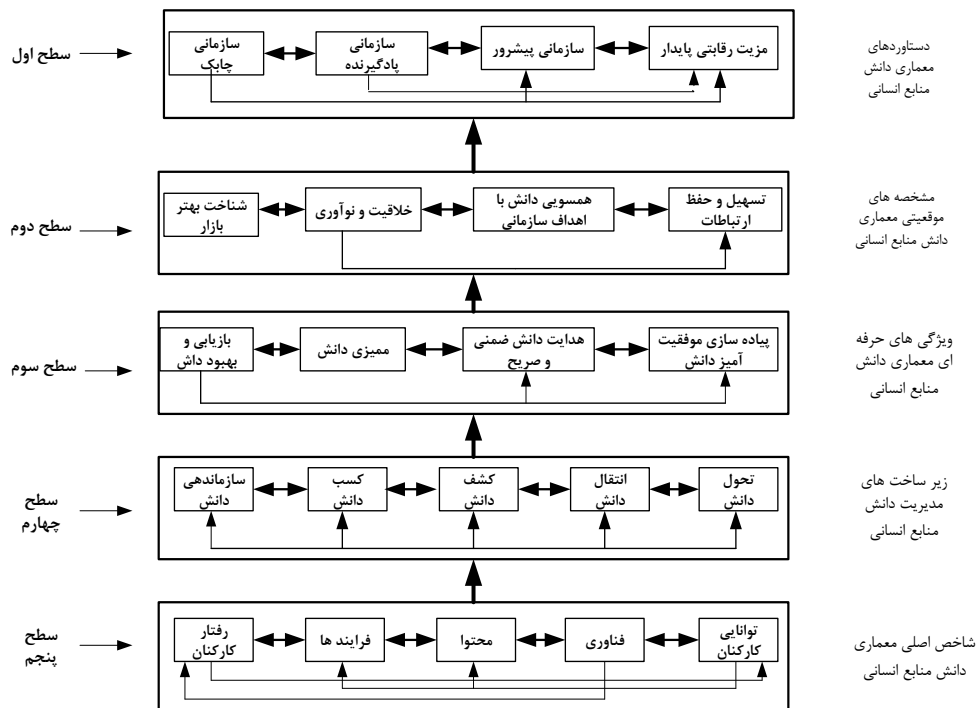 سطح اول
مزیت رقابتی پایدار
سازمانی پیشرور
سازمانی
پادگیرنده
سازمانی
چابک
دستاوردهای
معماری دانش
منابع انسانی
سطح دوم
تسهیل و حفظ
ارتباطات
همسویی دانش با
اهداف سازمانی
خلاقیت و نوآوری
شناخت بهتر
بازار
مشخصه های
موقعیتی معماری
دانش منابع انسانی
سطح سوم
پیاده سازی موفقیت
آمیز دانش
هدایت دانش ضمنی
و صریح
ممیزی دانش
بازیابی و
بهبود داش
ویژگی های حرفه
ای معماری دانش
منابع انسانی
سطح
چهارم
تحول
دانش
انتقال
دانش
کشف
دانش
کسب
دانش
سازماندهی
دانش
زیر ساخت های
مدیریت دانش
منابع انسانی
سطح
پنجم
توانایی
کارکنان
فناوری
محتوا
فرایند ها
رفتار
کارکنان
شاخص اصلی معماری
دانش منابع انسانی